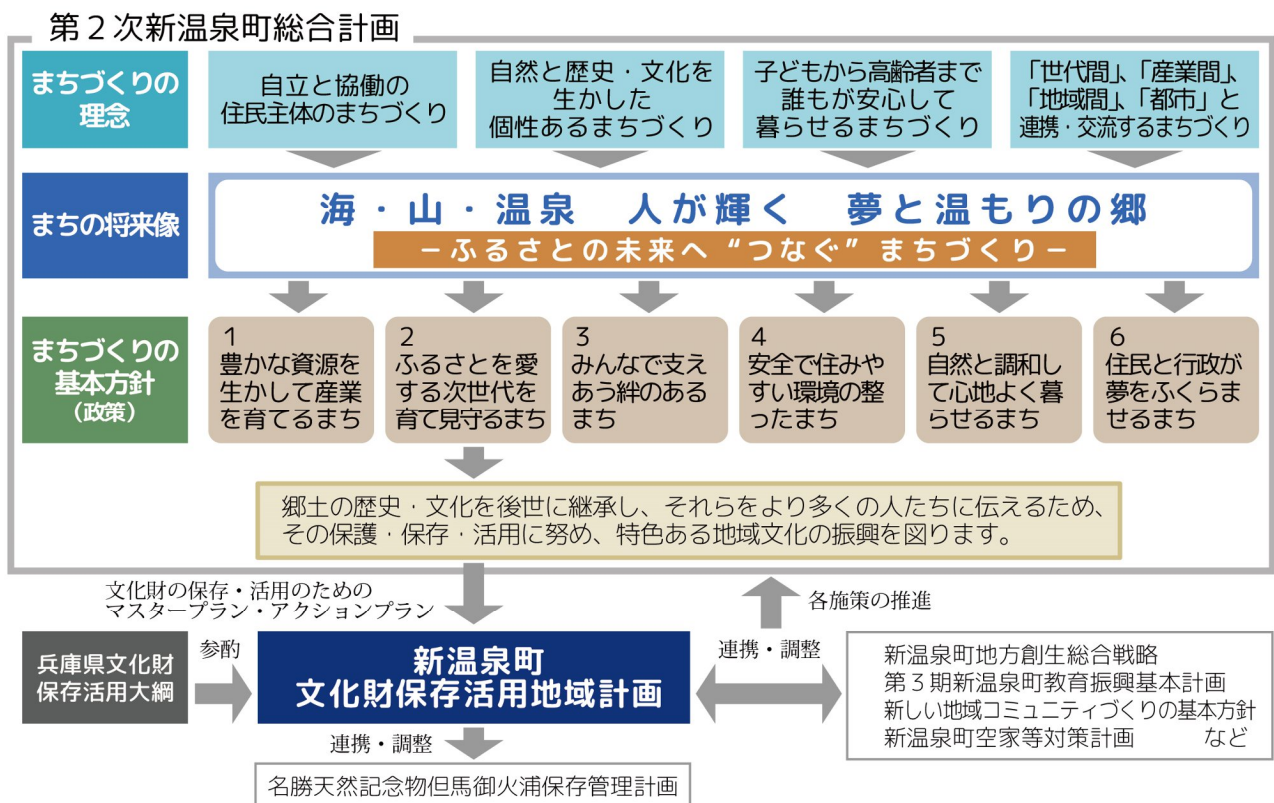 第２次新温泉町総合計画
まちづくりの
理念
自立と協働の
住民主体のまちづくり
自然と歴史・文化を
生かした
個性あるまちづくり
子どもから高齢者まで
誰もが安心して
暮らせるまちづくり
「世代間」、「産業間」、
「地域間」、「都市」と
連携・交流するまちづくり
まちの将来像
海・山・温泉　人が輝く　夢と温もりの郷
－ふるさとの未来へ “つなぐ” まちづくり－
まちづくりの
基本方針
（政策）
1
豊かな資源を
生かして産業
を育てるまち
2
ふるさとを愛
する次世代を
育て見守るまち
3
みんなで支え
あう絆のある
まち
4
安全で住みや
すい環境の整
ったまち
5
自然と調和し
て心地よく暮
らせるまち
6
住民と行政が
夢をふくらま
せるまち
郷土の歴史・文化を後世に継承し、それらをより多くの人たちに伝えるため、
その保護・保存・活用に努め、特色ある地域文化の振興を図ります。
文化財の保存・活用のための
マスタープラン・アクションプラン
各施策の推進
兵庫県文化財
保存活用大綱
参酌
新温泉町
文化財保存活用地域計画
連携・調整
新温泉町地方創生総合戦略
第３期新温泉町教育振興基本計画
新しい地域コミュニティづくりの基本方針
新温泉町空家等対策計画　　　など
連携・調整
名勝天然記念物但馬御火浦保存管理計画